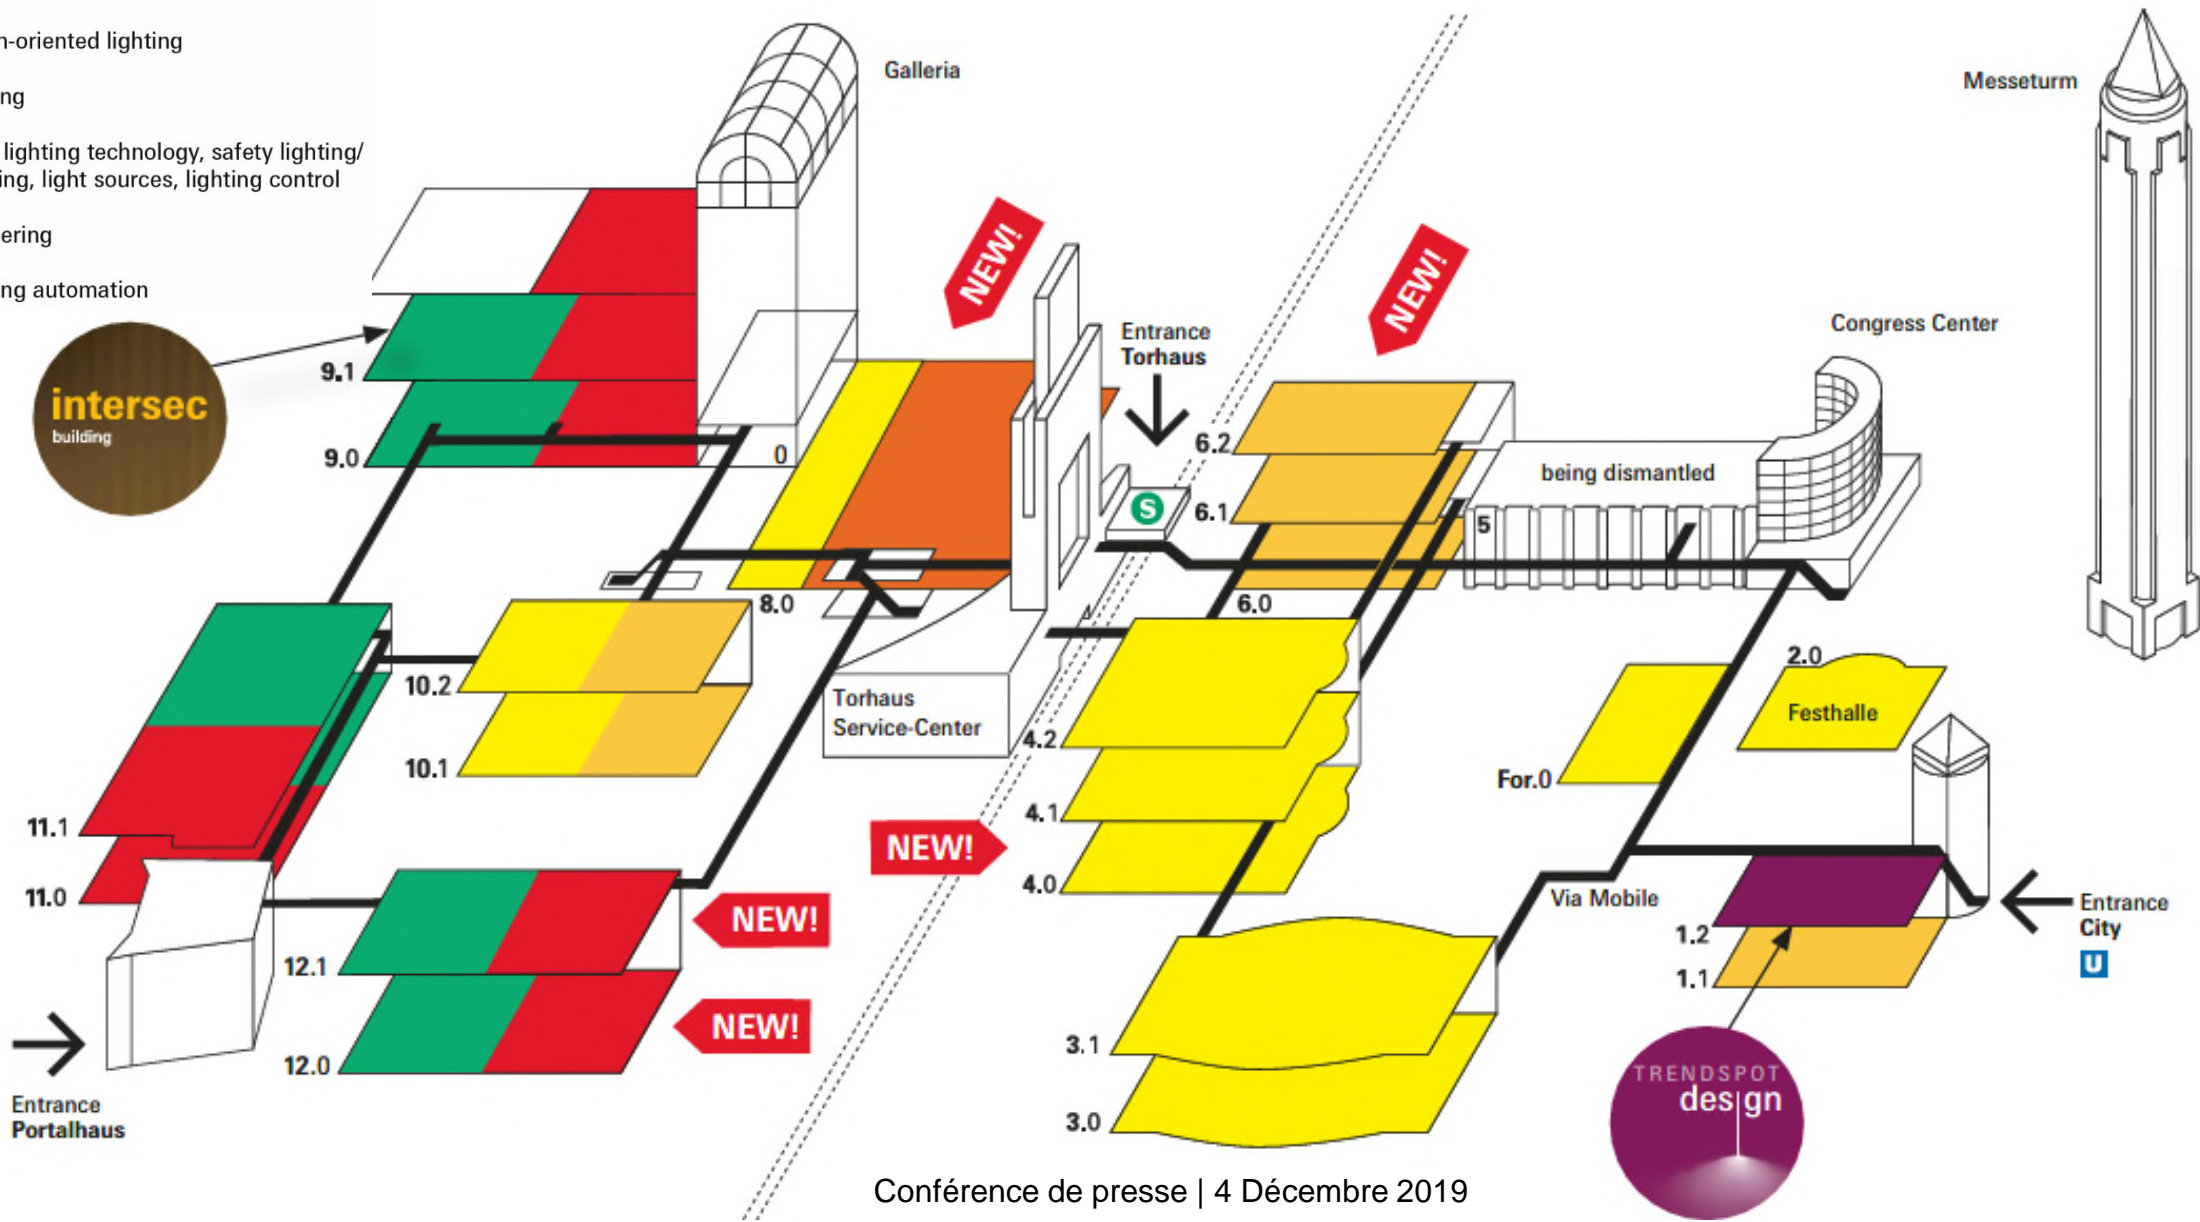 n-oriented lighting
ng
lighting technology, safety lighting/
ing, light sources, lighting control
ering
ng automation
Galleria
Messeturm
NEW!
NEW!
Entrance
Torhaus
Congress Center
9.1
intersec
building
9.0
0
6.2
being dismantled
S
6.1
5
8.0
6.0
10.2
2.0
Torhaus
Service-Center
Festhalle
4.2
10.1
For.0
4.1
11.1
NEW!
4.0
11.0
Via Mobile
Entrance
City
U
NEW!
1.2
12.1
1.1
NEW!
3.1
12.0
TRENDSPOT
design
Entrance
Portalhaus
3.0
Conférence de presse | 4 Décembre 2019